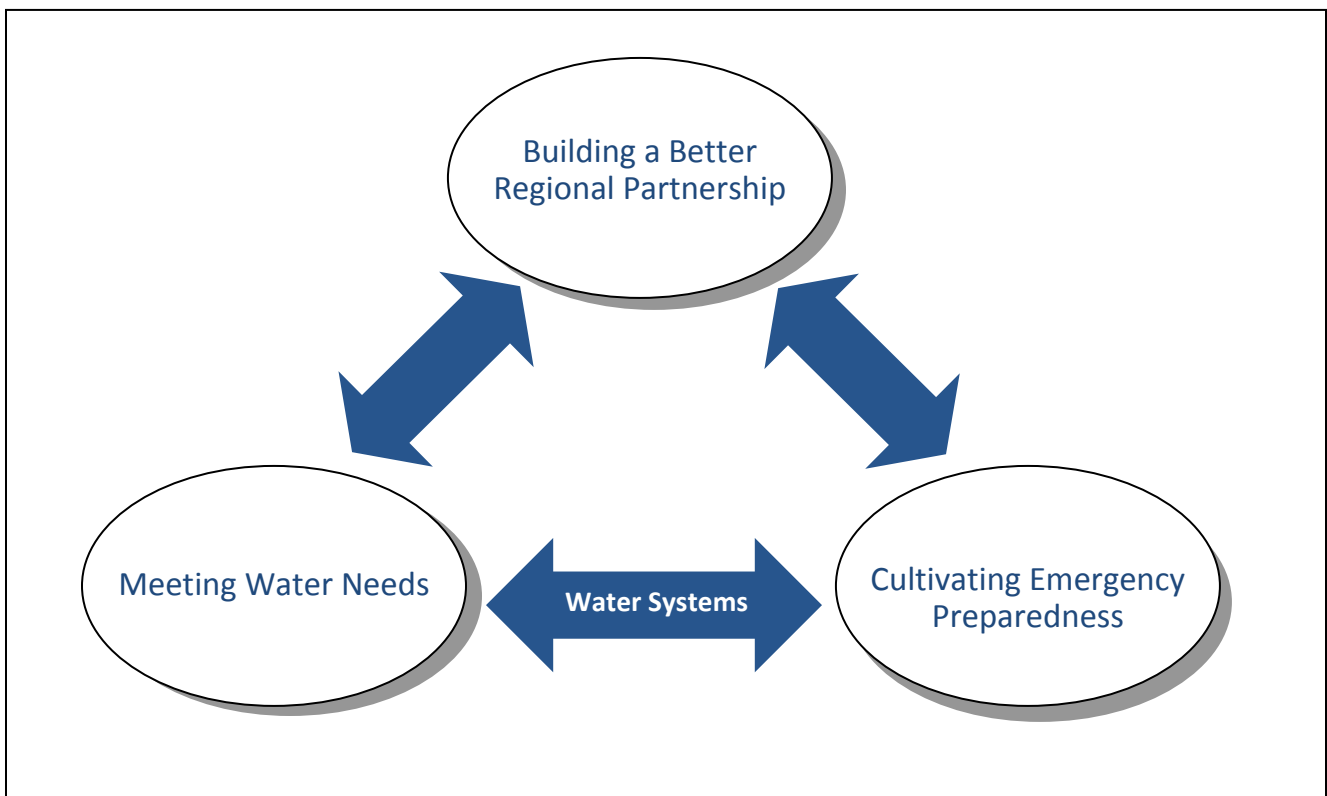 Building a Better
Regional Partnership
Meeting Water Needs
Water Systems
Cultivating Emergency
Preparedness